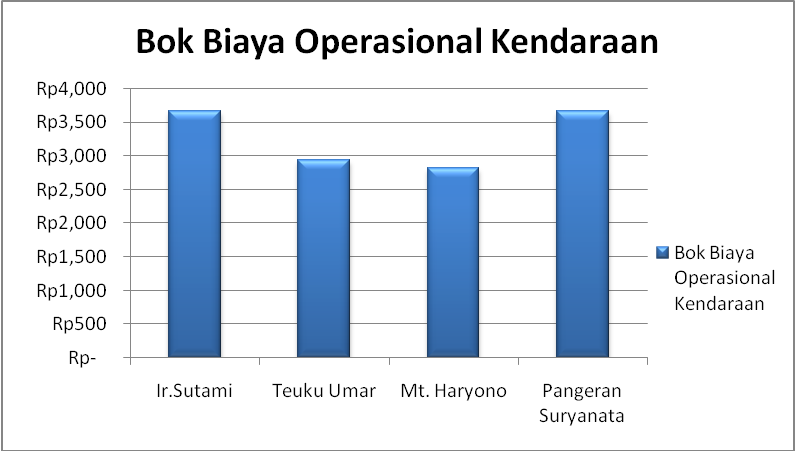 Bok Biaya Operasional Kendaraan
Rp4,000
Rp3,500
Rp3,000
Rp2,500
Rp2,000
Rp1,500
Rp1,000
Rp500
Rp-
Ir.Sutami
Teuku Umar
Mt. Haryono
Pangeran
Suryanata
Bok Biaya
Operasional
Kendaraan